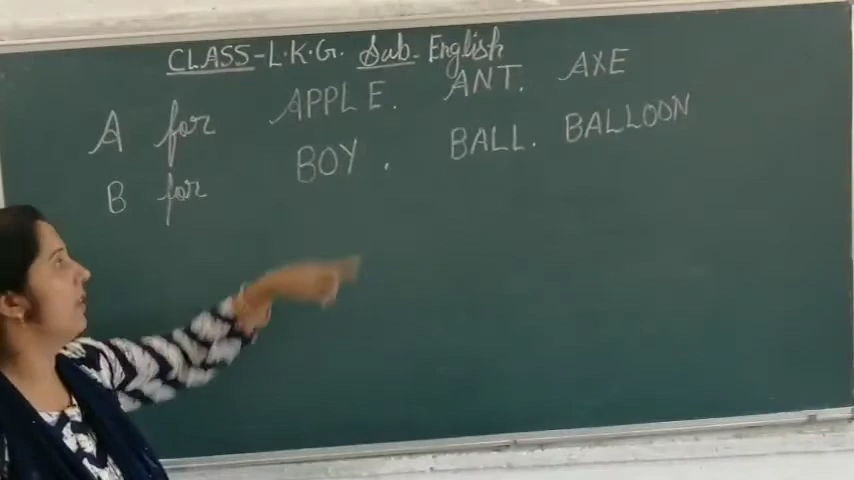 CLASS-L.K.G. Sub. English
A for APPLE. ANT. AXE
B for BOY. BALL. BALLOON